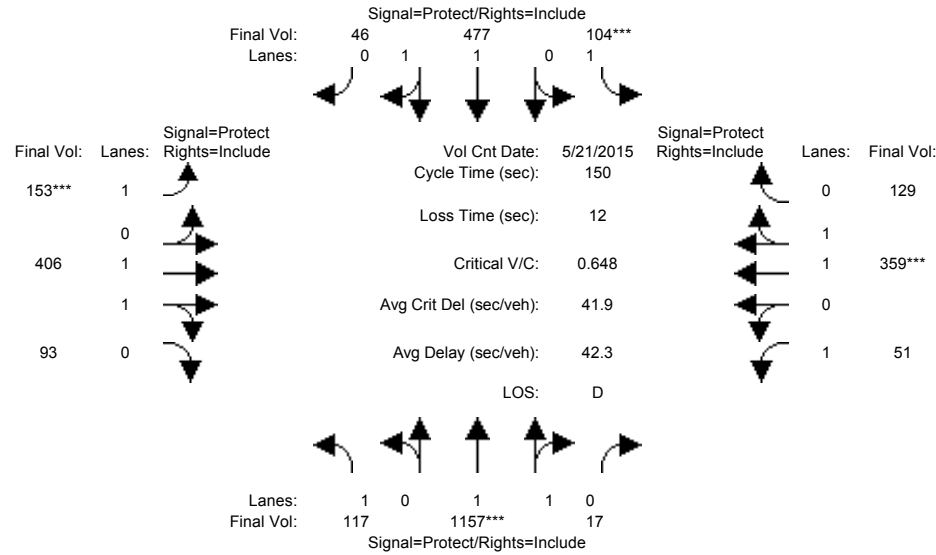 Signal=Protect/Rights=Include
Final Vol: 46 477 104***
Lanes: 0 1 1 0 1
Signal=Protect
Final Vol: Lanes: Rights=Include
Vol Cnt Date: 5/21/2015
Signal=Protect
Rights=Include Lanes: Final Vol:
Cycle Time (sec): 150
153*** 1
0 129
Loss Time (sec): 12
0
1
406 1
Critical V/C: 0.648
1 359***
1
Avg Crit Del (sec/veh): 41.9
0
93 0
Avg Delay (sec/veh): 42.3
1 51
LOS: D
Lanes: 1 0 1 1 0
Final Vol: 117 1157*** 17
Signal=Protect/Rights=Include